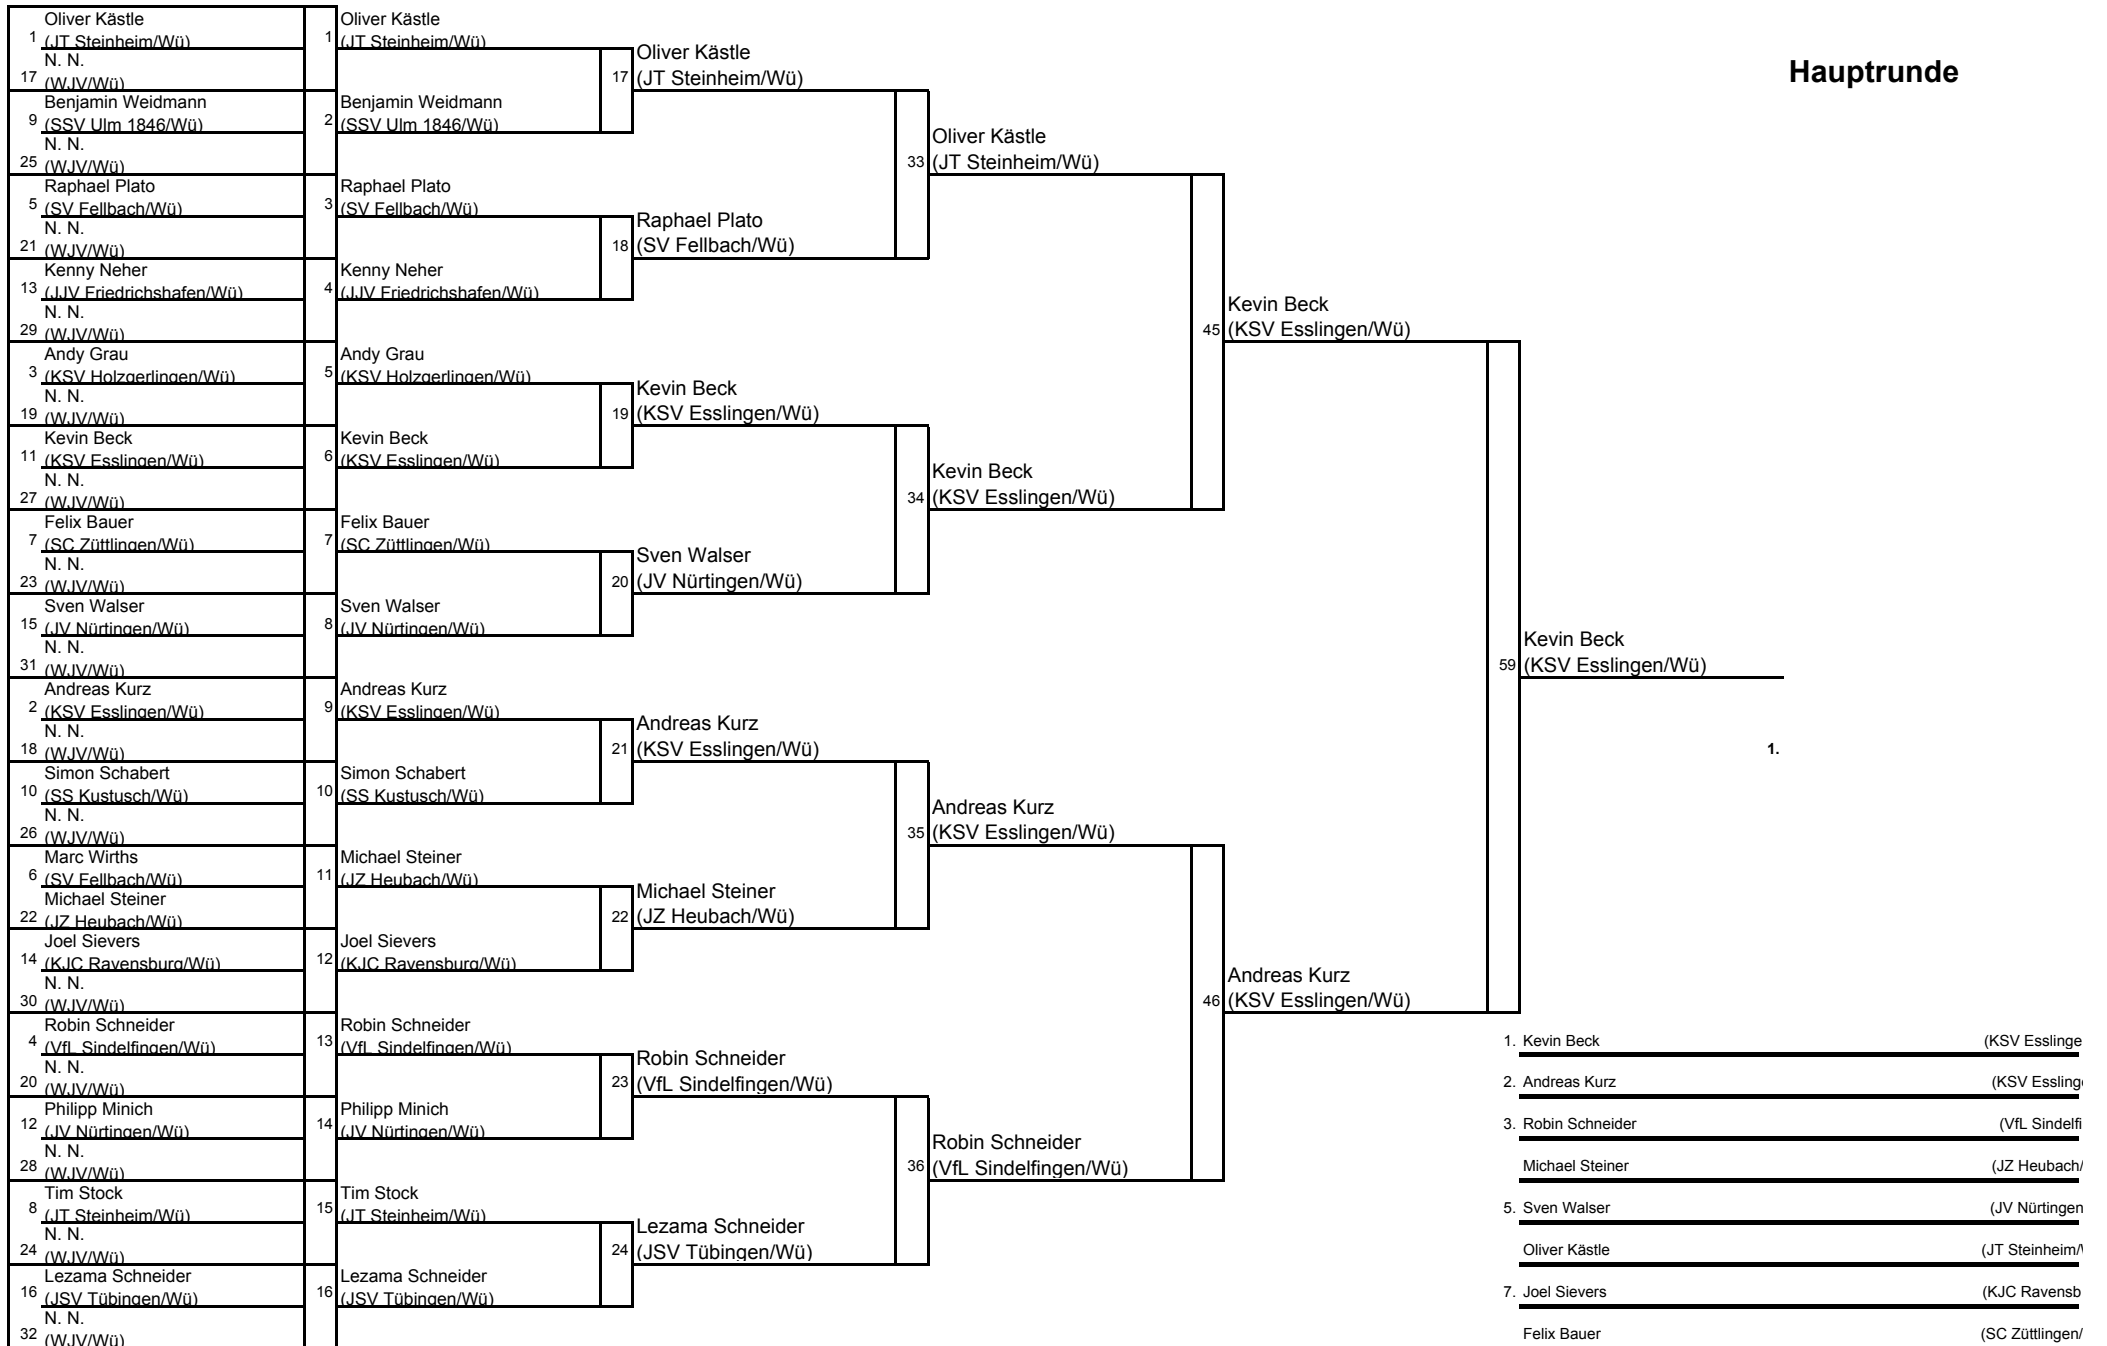 Hauptrunde
1
Oliver Kästle
(JT Steinheim/Wü)
17
N. N.
(WJV/Wü)
9
Benjamin Weidmann
(SSV Ulm 1846/Wü)
25
N. N.
(WJV/Wü)
5
Raphael Plato
(SV Fellbach/Wü)
21
N. N.
(WJV/Wü)
13
Kenny Neher
(JJV Friedrichshafen/Wü)
29
N. N.
(WJV/Wü)
3
Andy Grau
(KSV Holzgerlingen/Wü)
19
N. N.
(WJV/Wü)
11
Kevin Beck
(KSV Esslingen/Wü)
27
N. N.
(WJV/Wü)
7
Felix Bauer
(SC Züttlingen/Wü)
23
N. N.
(WJV/Wü)
15
Sven Walser
(JV Nürtingen/Wü)
31
N. N.
(WJV/Wü)
2
Andreas Kurz
(KSV Esslingen/Wü)
18
N. N.
(WJV/Wü)
10
Simon Schabert
(SS Kustusch/Wü)
26
N. N.
(WJV/Wü)
6
Marc Wirths
(SV Fellbach/Wü)
22
Michael Steiner
(JZ Heubach/Wü)
14
Joel Sievers
(KJC Ravensburg/Wü)
30
N. N.
(WJV/Wü)
4
Robin Schneider
(VfL Sindelfingen/Wü)
20
N. N.
(WJV/Wü)
12
Philipp Minich
(JV Nürtingen/Wü)
28
N. N.
(WJV/Wü)
8
Tim Stock
(JT Steinheim/Wü)
24
N. N.
(WJV/Wü)
16
Lezama Schneider
(JSV Tübingen/Wü)
32
N. N.
(WJV/Wü)
1
Oliver Kästle
(JT Steinheim/Wü)
2
Benjamin Weidmann
(SSV Ulm 1846/Wü)
3
Raphael Plato
(SV Fellbach/Wü)
4
Kenny Neher
(JJV Friedrichshafen/Wü)
5
Andy Grau
(KSV Holzgerlingen/Wü)
6
Kevin Beck
(KSV Esslingen/Wü)
7
Felix Bauer
(SC Züttlingen/Wü)
8
Sven Walser
(JV Nürtingen/Wü)
9
Andreas Kurz
(KSV Esslingen/Wü)
10
Simon Schabert
(SS Kustusch/Wü)
11
Michael Steiner
(JZ Heubach/Wü)
12
Joel Sievers
(KJC Ravensburg/Wü)
13
Robin Schneider
(VfL Sindelfingen/Wü)
14
Philipp Minich
(JV Nürtingen/Wü)
15
Tim Stock
(JT Steinheim/Wü)
16
Lezama Schneider
(JSV Tübingen/Wü)
17
Oliver Kästle
(JT Steinheim/Wü)
18
Raphael Plato
(SV Fellbach/Wü)
19
Kevin Beck
(KSV Esslingen/Wü)
20
Sven Walser
(JV Nürtingen/Wü)
21
Andreas Kurz
(KSV Esslingen/Wü)
22
Michael Steiner
(JZ Heubach/Wü)
23
Robin Schneider
(VfL Sindelfingen/Wü)
24
Lezama Schneider
(JSV Tübingen/Wü)
33
Oliver Kästle
(JT Steinheim/Wü)
34
Kevin Beck
(KSV Esslingen/Wü)
35
Andreas Kurz
(KSV Esslingen/Wü)
36
Robin Schneider
(VfL Sindelfingen/Wü)
45
Kevin Beck
(KSV Esslingen/Wü)
46
Andreas Kurz
(KSV Esslingen/Wü)
59
Kevin Beck
(KSV Esslingen/Wü)
1.
1. Kevin Beck (KSV Esslinge
2. Andreas Kurz (KSV Essling
3. Robin Schneider (VfL Sindelfi
Michael Steiner (JZ Heubach/
5. Sven Walser (JV Nürtingen
Oliver Kästle (JT Steinheim/
7. Joel Sievers (KJC Ravensb
Felix Bauer (SC Züttlingen/